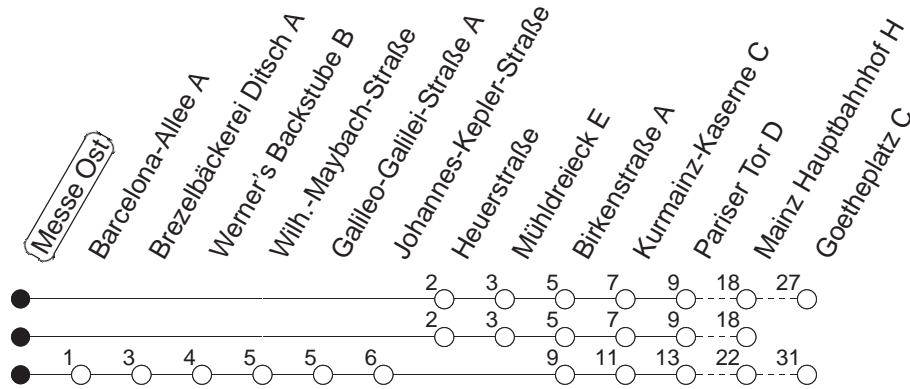 Messe Ost
Barcelona-Allee A
Brezelbäckerei Ditsch A
Werner's Backstube B
Wilh.-Maybach-Straße
Galileo-Galilei-Straße A
Johannes-Kepler-Straße
Heuerstraße
Mühldreieck E
Birkenstraße A
Kurmainz-Kaserne C
Pariser Tor D
Mainz Hauptbahnhof H
Goetheplatz C
2 3 5 7 9 18 27
2 3 5 7 9 18
1 3 4 5 5 6 9 11 13 22 31